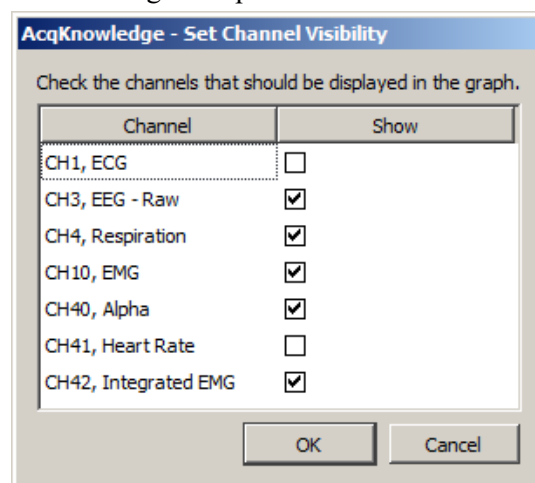 AcqKnowledge - Set Channel Visibility
Check the channels that should be displayed in the graph.
Channel Show
CH1, ECG
CH3, EEG - Raw
CH4, Respiration
CH10, EMG
CH40, Alpha
CH41, Heart Rate
CH42, Integrated EMG
OK Cancel